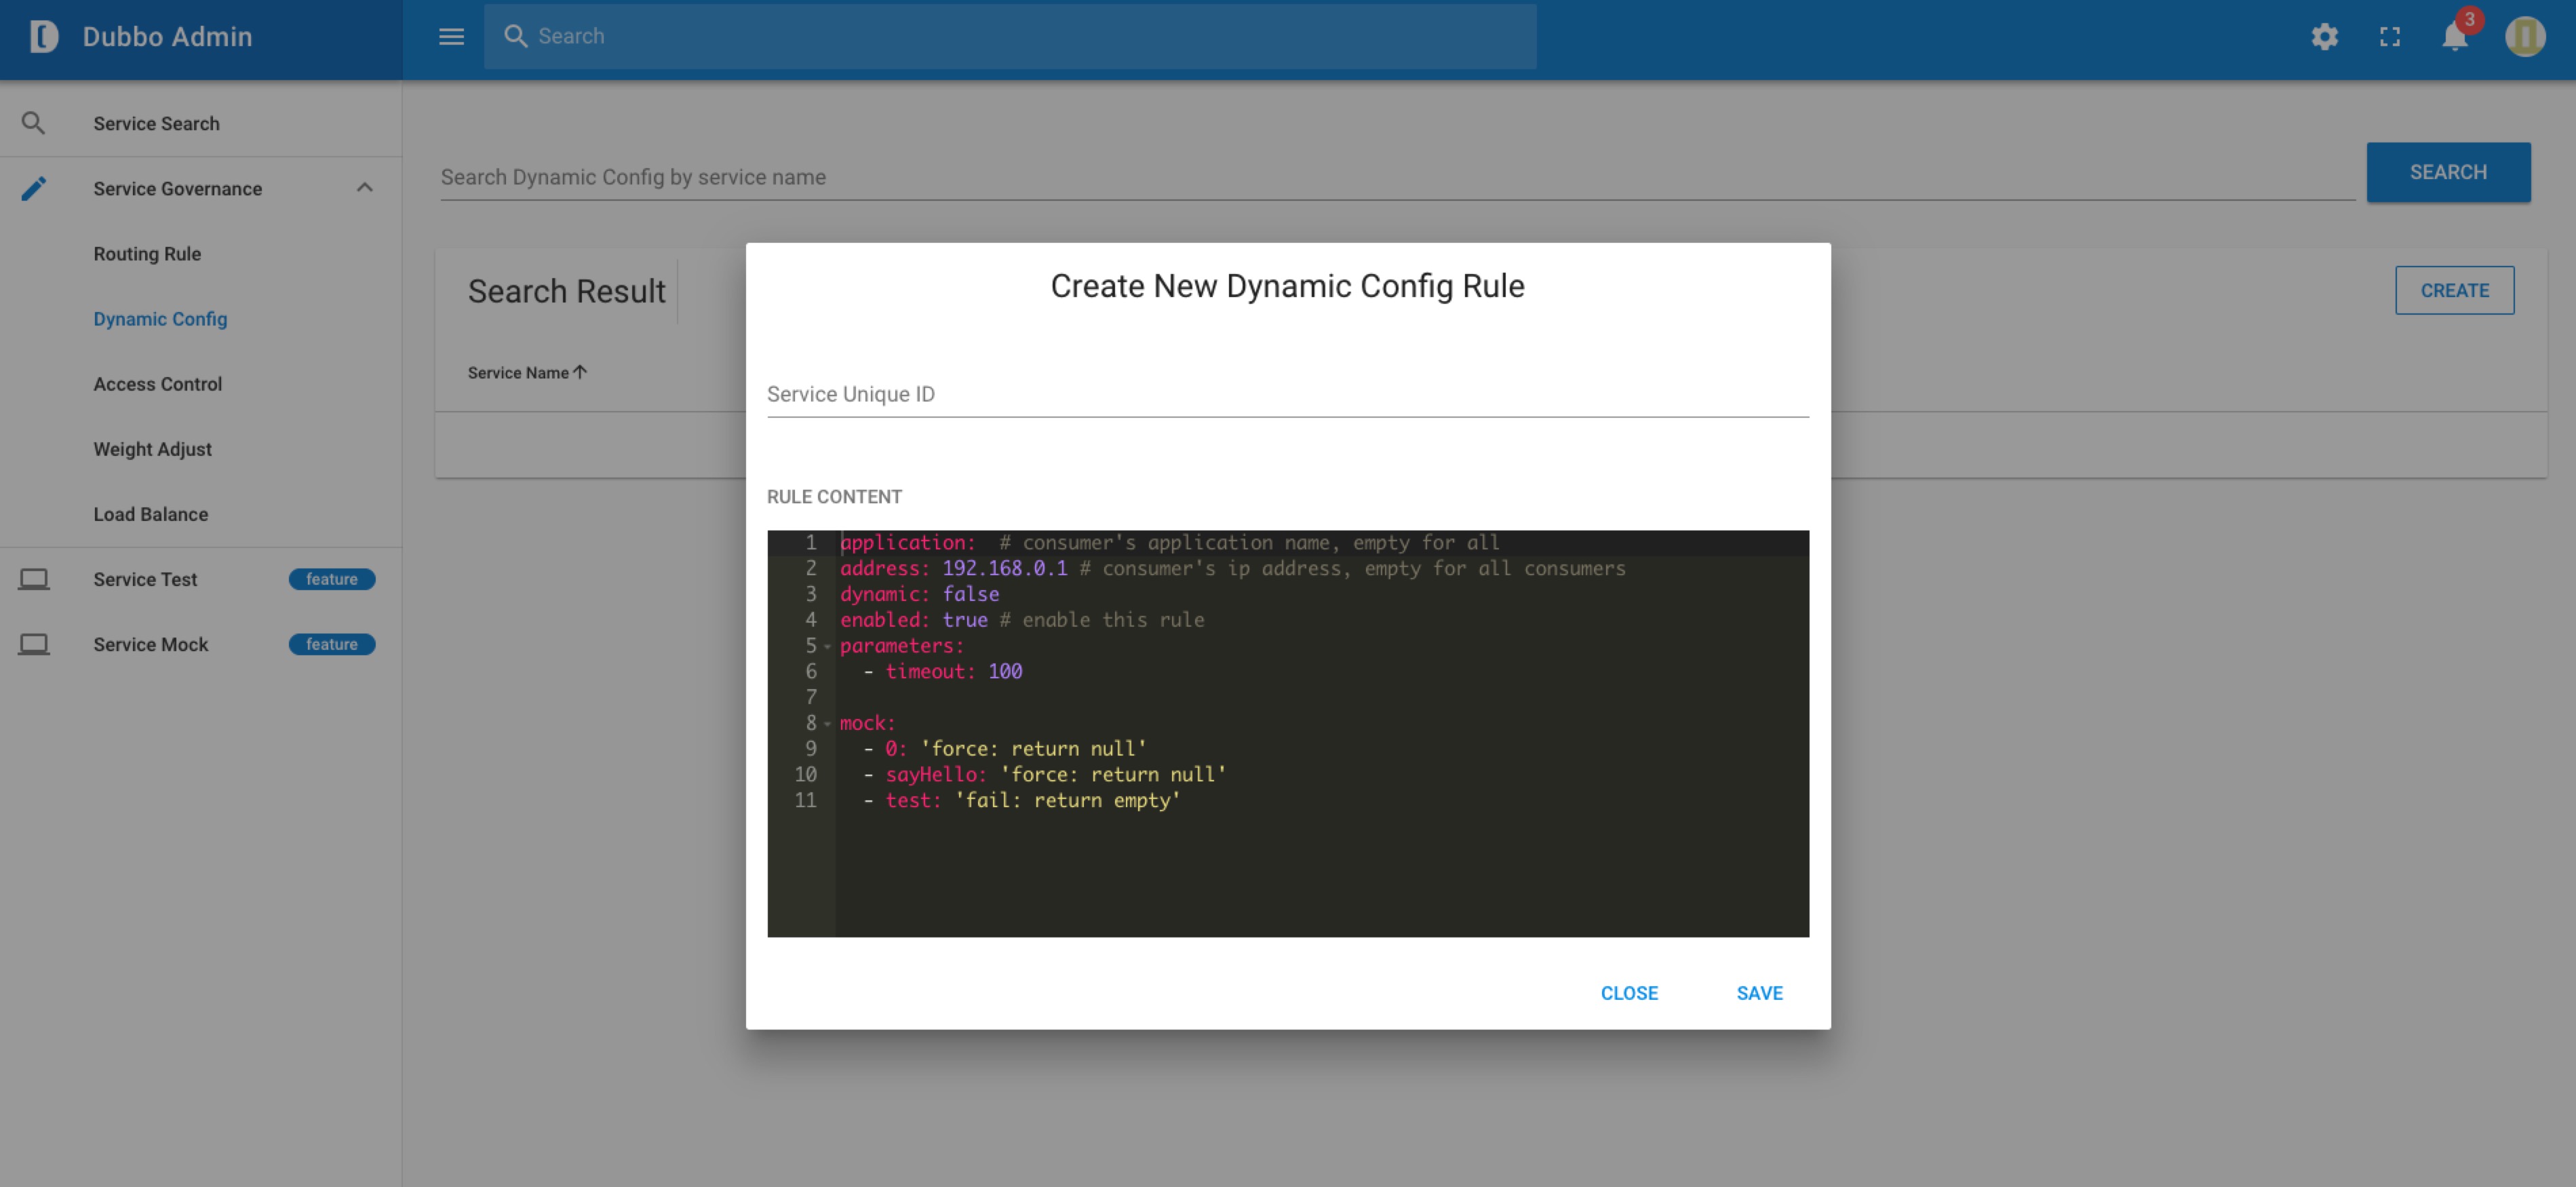 Dubbo Admin
Search
3
Service Search
Service Governance
Routing Rule
Dynamic Config
Access Control
Weight Adjust
Load Balance
Service Test feature
Service Mock feature
Search Dynamic Config by service name
SEARCH
Search Result
CREATE
Service Name
Create New Dynamic Config Rule
Service Unique ID
RULE CONTENT
1 application:  # consumer's application name, empty for all
2 address: 192.168.0.1 # consumer's ip address, empty for all consumers
3 dynamic: false
4 enabled: true # enable this rule
5 parameters:
6   - timeout: 100
7
8 mock:
9   - 0: 'force: return null'
10   - sayHello: 'force: return null'
11   - test: 'fail: return empty'
CLOSE
SAVE